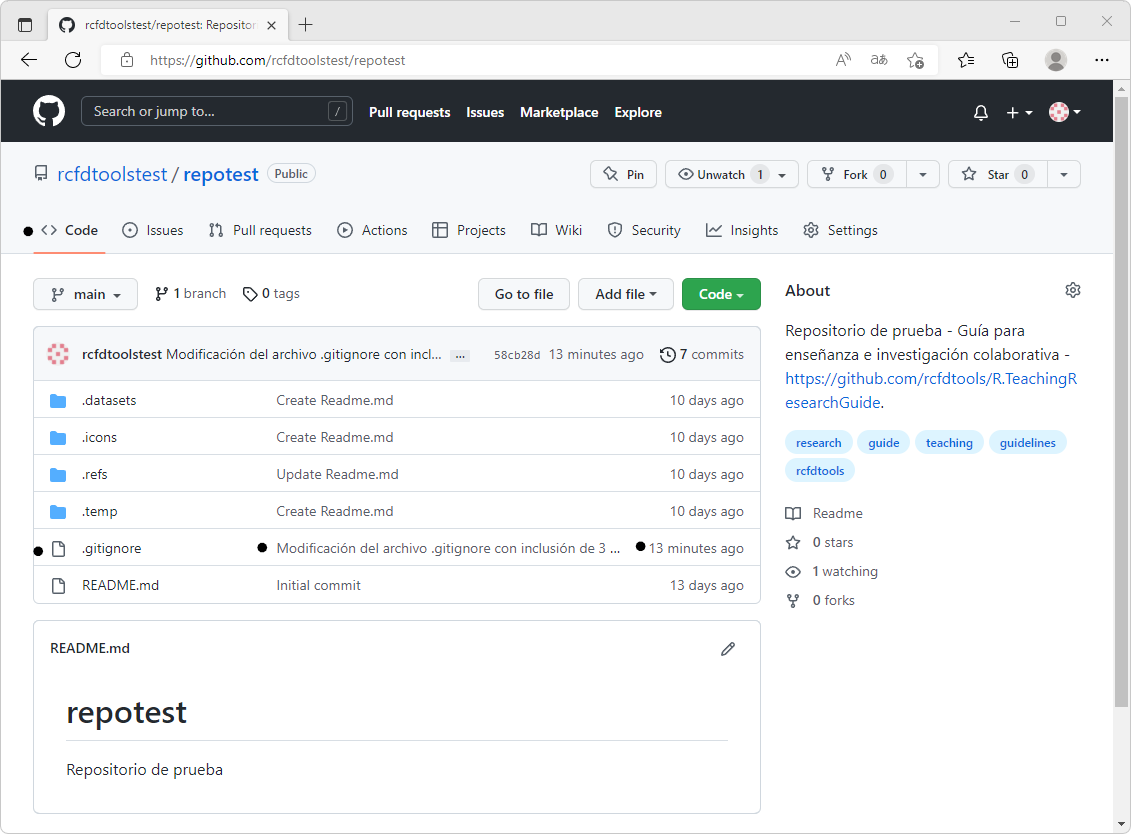 rcfdtoolstest/repotest: Repositor
https://github.com/rcfdtoolstest/repotest
Search or jump to... /
Pull requests Issues Marketplace Explore
rcfdtoolstest / repotest Public
Pin Unwatch 1 Fork 0 Star 0
Code Issues Pull requests Actions Projects Wiki Security Insights Settings
main 1 branch 0 tags Go to file Add file Code
rcfdtoolstest Modificación del archivo .gitignore con incl... ... 58cb28d 13 minutes ago 7 commits
.datasets Create Readme.md 10 days ago
.icons Create Readme.md 10 days ago
.refs Update Readme.md 10 days ago
.temp Create Readme.md 10 days ago
.gitignore Modificación del archivo .gitignore con inclusión de 3 ... 13 minutes ago
README.md Initial commit 13 days ago
README.md
repotest
Repositorio de prueba
About
Repositorio de prueba - Guía para
enseñanza e investigación colaborativa -
https://github.com/rcfdtools/R.TeachingR
esearchGuide.
research guide teaching guidelines
rcfdtools
Readme
0 stars
1 watching
0 forks